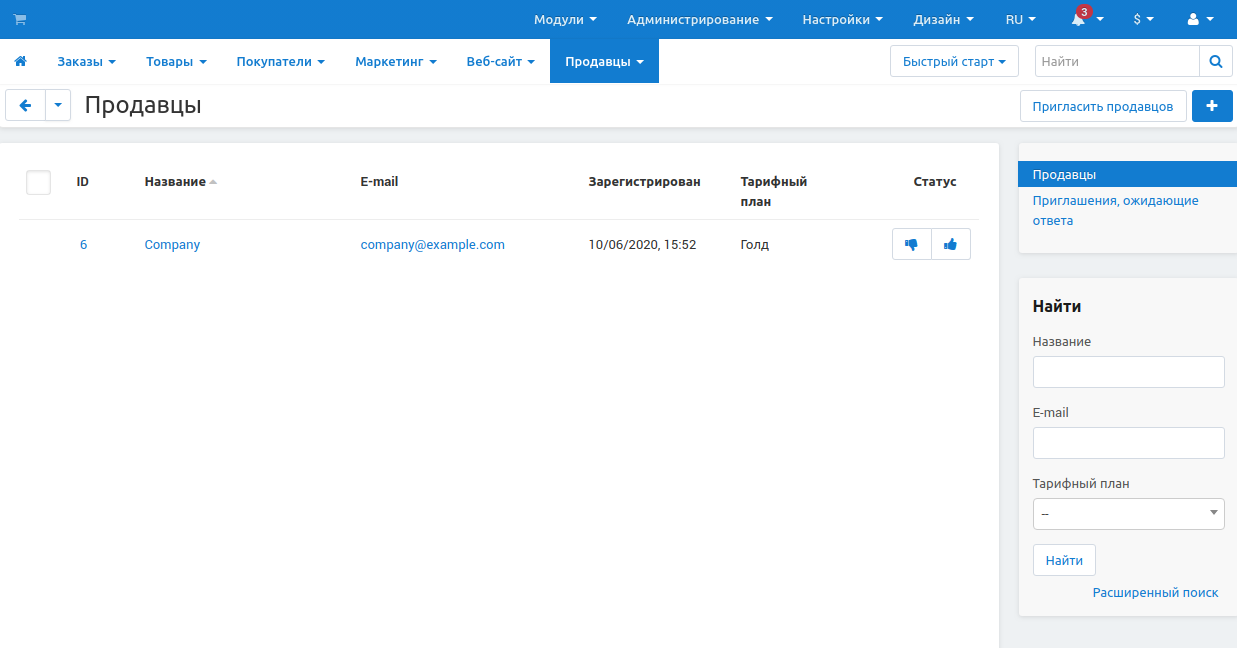 Модули Администрирование Настройки Дизайн RU 3 $
Заказы Товары Покупатели Маркетинг Веб-сайт Продавцы Быстрый старт Найти
Продавцы Пригласить продавцов
ID Название E-mail Зарегистрирован Тарифный план Статус
6 Company company@example.com 10/06/2020, 15:52 Голд
Продавцы
Приглашения, ожидающие
ответа
Найти
Название
E-mail
Тарифный план
--
Найти
Расширенный поиск